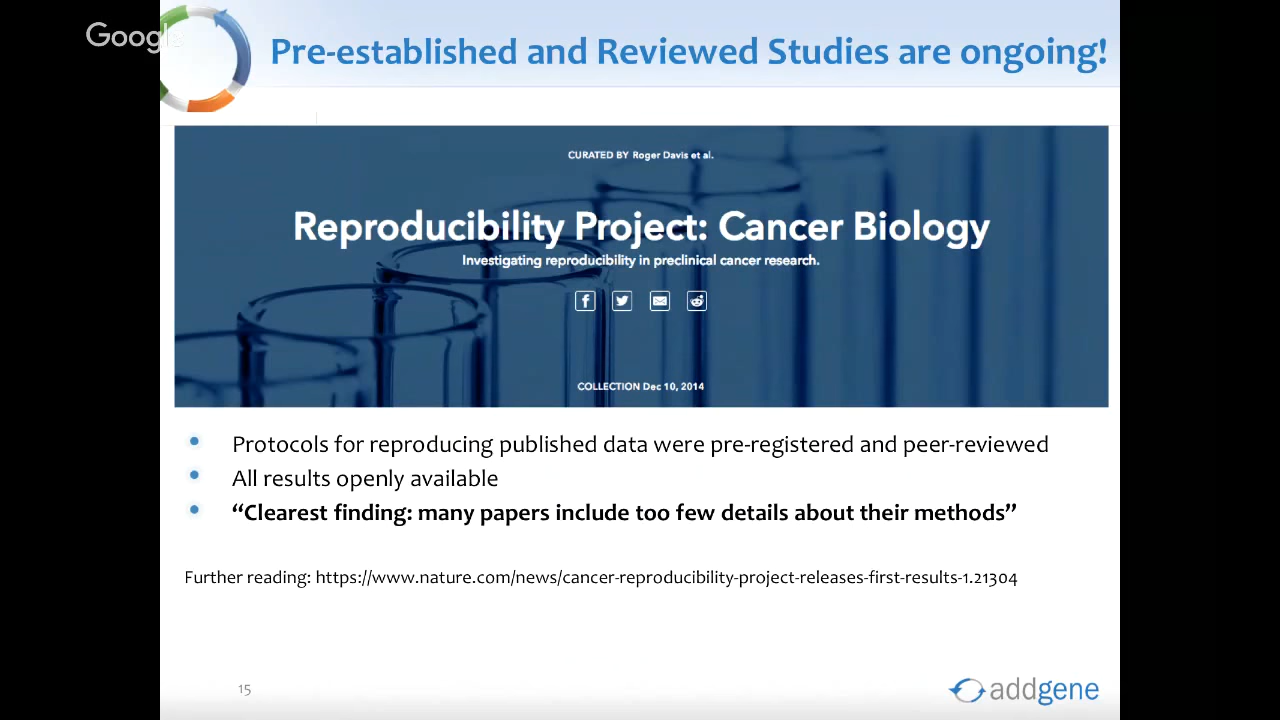 Google
Pre-established and Reviewed Studies are ongoing!
CURATED BY Roger Davis et al.
Reproducibility Project: Cancer Biology
Investigating reproducibility in preclinical cancer research.
COLLECTION Dec 10, 2014
• Protocols for reproducing published data were pre-registered and peer-reviewed
• All results openly available
• “Clearest finding: many papers include too few details about their methods”
Further reading: https://www.nature.com/news/cancer-reproducibility-project-releases-first-results-1.21304
15
addgene